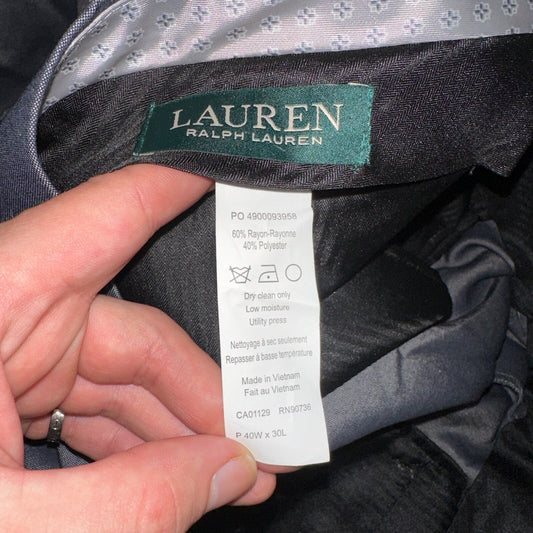 LAUREN
RALPH LAUREN
PO 4900093958
60% Rayon-Rayonne
40% Polyester
Dry clean only
Low moisture
Utility press
Nettoyage à sec seulement
Repasser à basse température
Made in Vietnam
Fait au Vietnam
CA01129 RN90736
P 40W x 30L